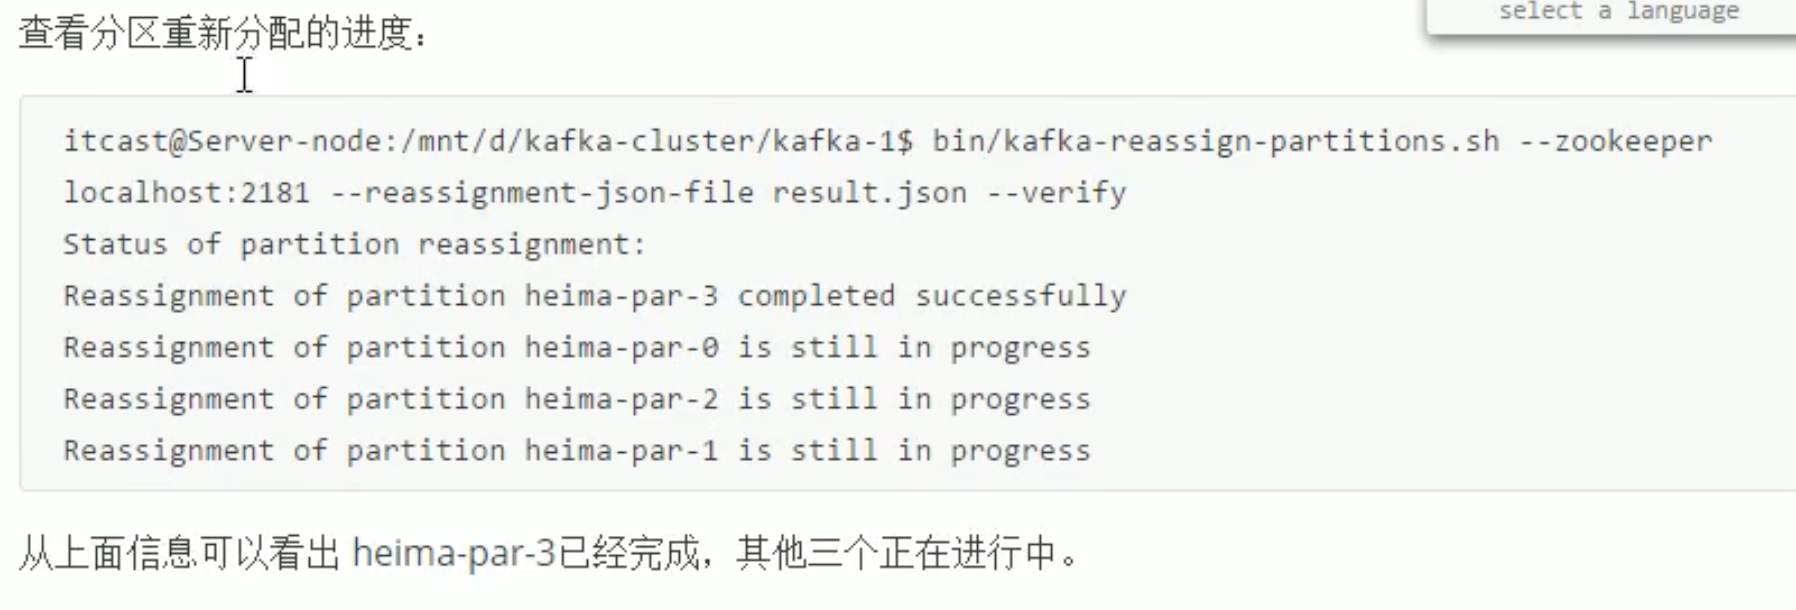 select a language
查看分区重新分配的进度：
itcast@Server-node:/mnt/d/kafka-cluster/kafka-1$ bin/kafka-reassign-partitions.sh --zookeeper
localhost:2181 --reassignment-json-file result.json --verify
Status of partition reassignment:
Reassignment of partition heima-par-3 completed successfully
Reassignment of partition heima-par-0 is still in progress
Reassignment of partition heima-par-2 is still in progress
Reassignment of partition heima-par-1 is still in progress
从上面信息可以看出 heima-par-3已经完成，其他三个正在进行中。